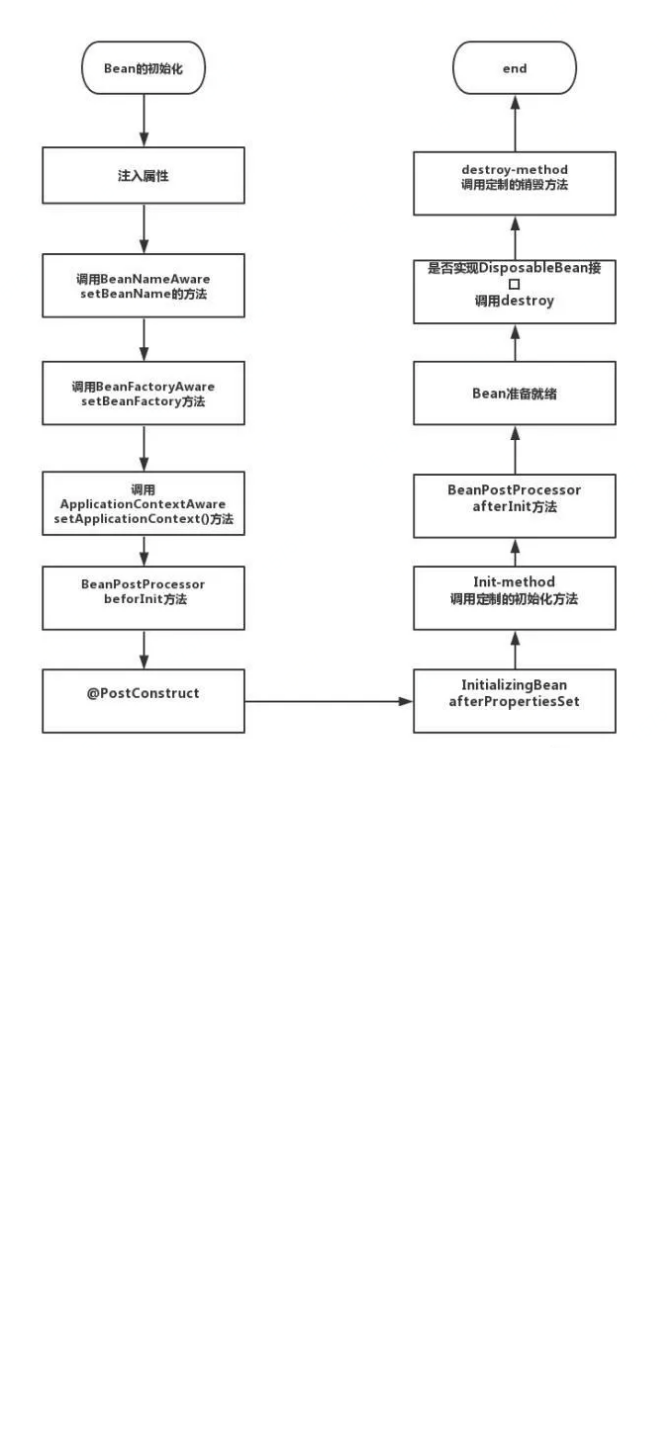 Bean的初始化
注入属性
调用BeanNameAware
setBeanName的方法
调用BeanFactoryAware
setBeanFactory方法
调用
ApplicationContextAware
setApplicationContext()方法
BeanPostProcessor
beforInit方法
@PostConstruct
InitializingBean
afterPropertiesSet
Init-method
调用定制的初始化方法
BeanPostProcessor
afterInit方法
Bean准备就绪
是否实现DisposableBean接
口
调用destroy
destroy-method
调用定制的销毁方法
end